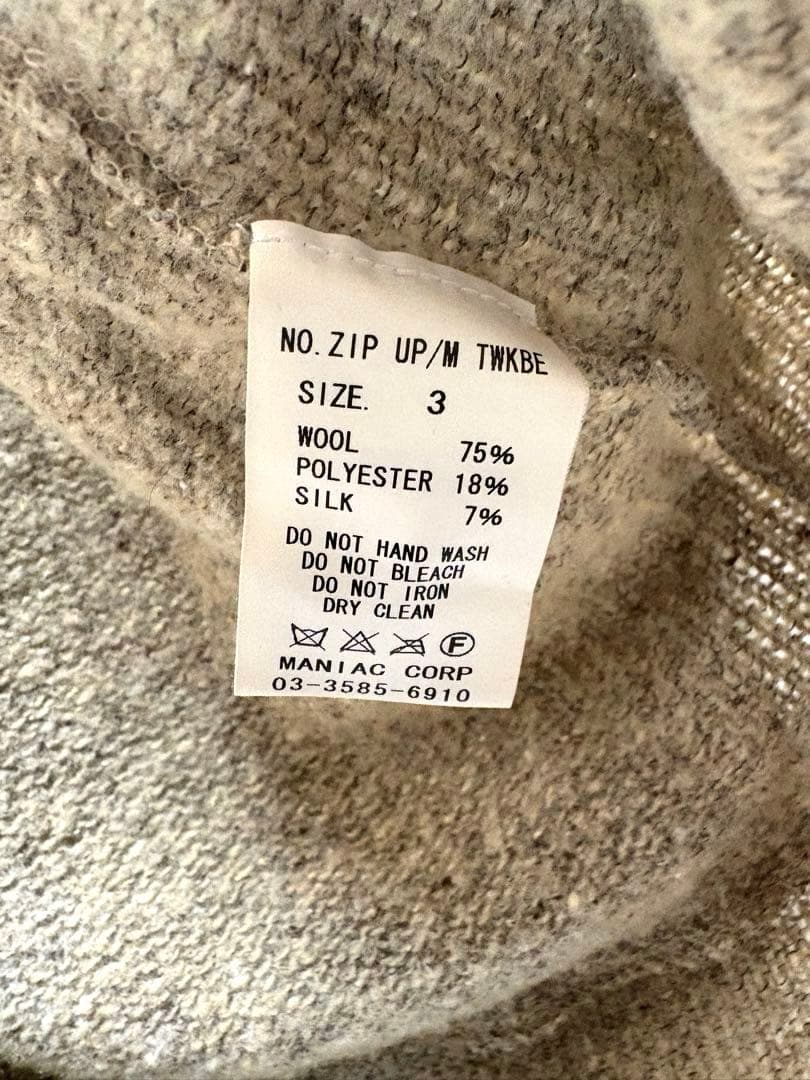 NO. ZIP UP/M TWKBE
SIZE. 3
WOOL 75%
POLYESTER 18%
SILK 7%
DO NOT HAND WASH
DO NOT BLEACH
DO NOT IRON
DRY CLEAN
F
MANIAC CORP
03-3585-6910